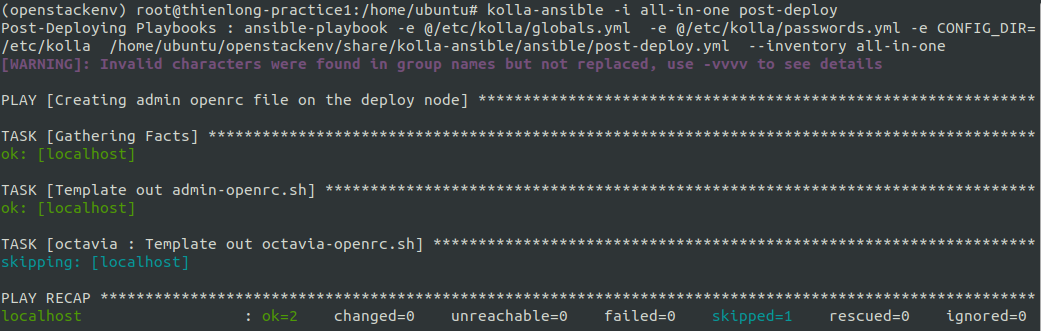 (openstackenv) root@thienlong-practice1:/home/ubuntu# kolla-ansible -i all-in-one post-deploy
Post-Deploying Playbooks : ansible-playbook -e @/etc/kolla/globals.yml  -e @/etc/kolla/passwords.yml -e CONFIG_DIR=
/etc/kolla  /home/ubuntu/openstackenv/share/kolla-ansible/ansible/post-deploy.yml  --inventory all-in-one
[WARNING]: Invalid characters were found in group names but not replaced, use -vvvv to see details
PLAY [Creating admin openrc file on the deploy node] **************************************************************
TASK [Gathering Facts] ********************************************************************************************
ok: [localhost]
TASK [Template out admin-openrc.sh] *******************************************************************************
ok: [localhost]
TASK [octavia : Template out octavia-openrc.sh] *******************************************************************
skipping: [localhost]
PLAY RECAP ********************************************************************************************************
localhost                  : ok=2    changed=0    unreachable=0    failed=0    skipped=1    rescued=0    ignored=0